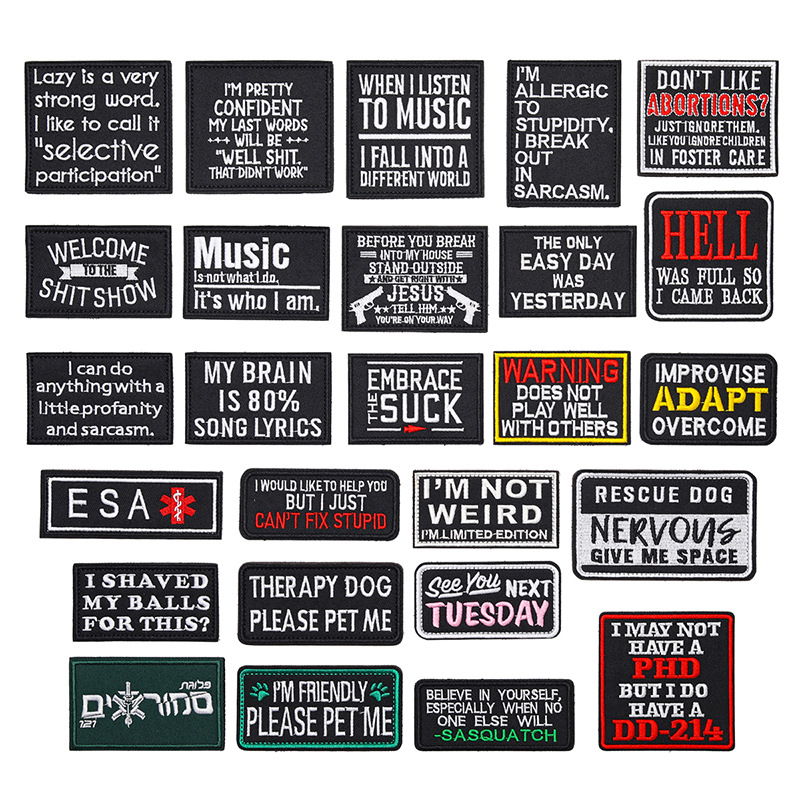 Lazy is a very
strong word.
I like to call it
"selective
participation"
I'M PRETTY
CONFIDENT
MY LAST WORDS
WILL BE
"WELL SHIT,
THAT DIDN'T WORK"
WHEN I LISTEN
TO MUSIC
I FALL INTO A
DIFFERENT WORLD
I'M
ALLERGIC
TO
STUPIDITY.
I BREAK
OUT
IN
SARCASM.
DON'T LIKE
ABORTIONS?
JUST IGNORE THEM.
LIKE YOU IGNORE CHILDREN
IN FOSTER CARE
WELCOME
TO THE
SHITSHOW
Music
Is not what I do.
It's who I am.
BEFORE YOU BREAK
INTO MY HOUSE
STAND OUTSIDE
AND GET RIGHT WITH
JESUS
TELL HIM
YOU'RE ON YOUR WAY
THE ONLY
EASY DAY
WAS
YESTERDAY
HELL
WAS FULL SO
I CAME BACK
I can do
anything with a
little profanity
and sarcasm.
MY BRAIN
IS 80%
SONG LYRICS
EMBRACE
THE SUCK
WARNING
DOES NOT
PLAY WELL
WITH OTHERS
IMPROVISE
ADAPT
OVERCOME
ESA
I WOULD LIKE TO HELP YOU
BUT I JUST
CAN'T FIX STUPID
I'M NOT
WEIRD
I'M LIMITED EDITION
RESCUE DOG
NERVOUS
GIVE ME SPACE
I SHAVED
MY BALLS
FOR THIS?
THERAPY DOG
PLEASE PET ME
See You NEXT
TUESDAY
I MAY NOT
HAVE A
PHD
BUT I DO
HAVE A
DD-214
פלוגת
סמוראים
121
I'M FRIENDLY
PLEASE PET ME
BELIEVE IN YOURSELF,
ESPECIALLY WHEN NO
ONE ELSE WILL
-SASQUATCH